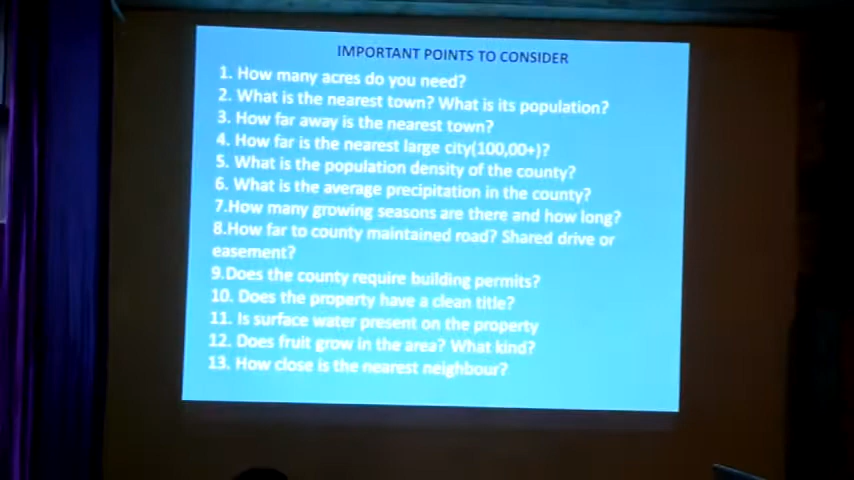 IMPORTANT POINTS TO CONSIDER
1. How many acres do you need?
2. What is the nearest town? What is its population?
3. How far away is the nearest town?
4. How far is the nearest large city(100,00+)?
5. What is the population density of the county?
6. What is the average precipitation in the county?
7.How many growing seasons are there and how long?
8.How far to county maintained road? Shared drive or
easement?
9.Does the county require building permits?
10. Does the property have a clean title?
11. Is surface water present on the property
12. Does fruit grow in the area? What kind?
13. How close is the nearest neighbour?